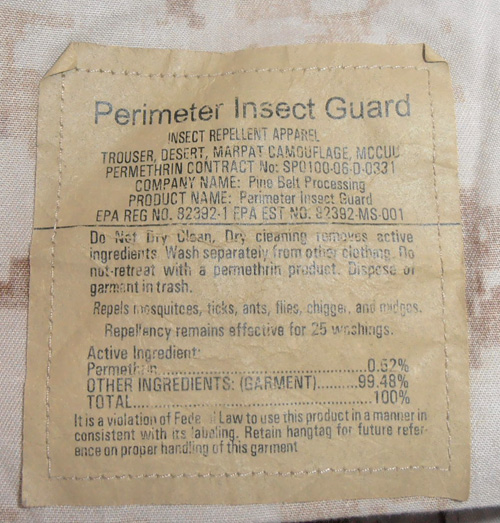 Perimeter Insect Guard
INSECT REPELLENT APPAREL
TROUSER, DESERT, MARPAT CAMOUFLAGE, MCCUU
PERMETHRIN CONTRACT No: SP0100-06-D-0331
COMPANY NAME: Pine Belt Processing
PRODUCT NAME: Perimeter Insect Guard
EPA REG NO. 82392-1 EPA EST NO. 82392-MS-001
Do Not Dry Clean, Dry cleaning removes active
ingredients. Wash separately from other clothing. Do
not retreat with a permethrin product. Dispose of
garment in trash.
Repels mosquitoes, ticks, ants, flies, chigger, and midges.
Repellency remains effective for 25 washings.
Active Ingredient:
Permethrin..............................0.52%
OTHER INGREDIENTS: (GARMENT).......99.48%
TOTAL....................................100%
It is a violation of Federal Law to use this product in a manner in
consistent with its labeling. Retain hangtag for future refer-
ence on proper handling of this garment